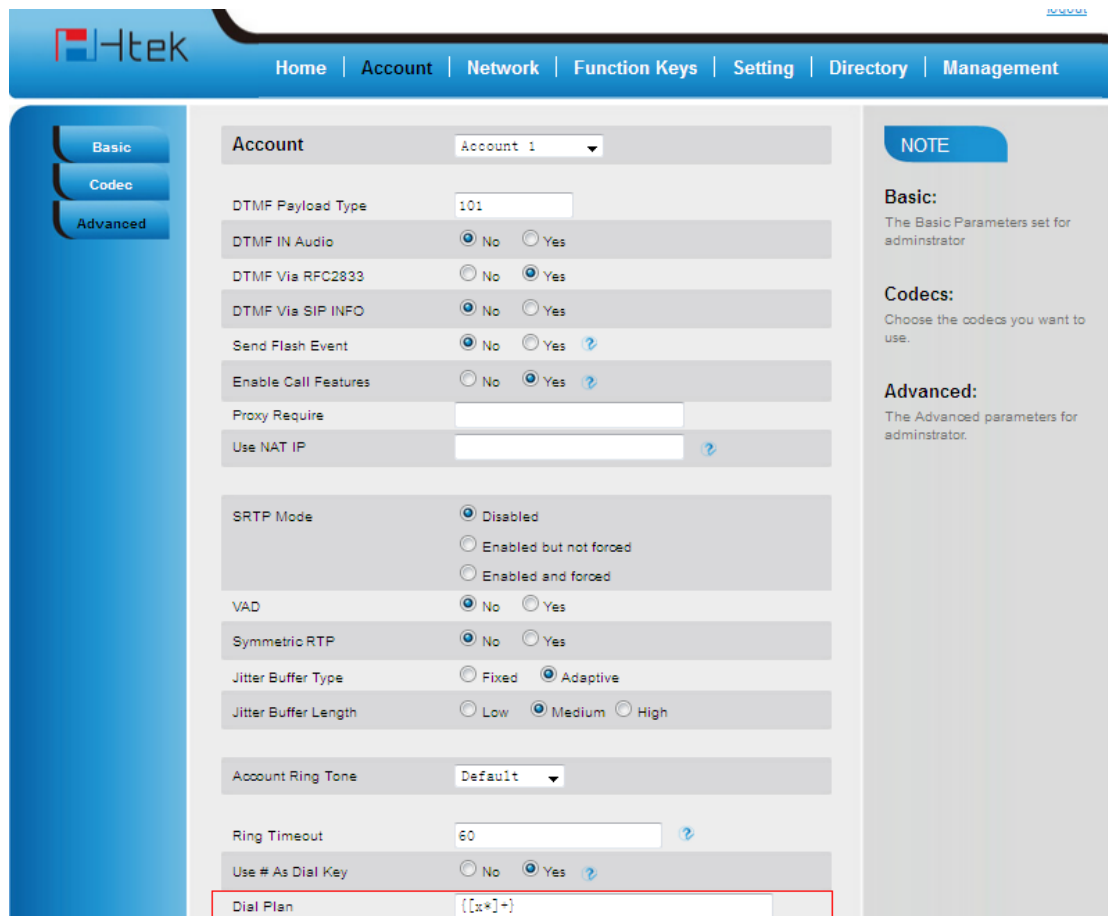 logout
Htek
Home | Account | Network | Function Keys | Setting | Directory | Management
Basic
Codec
Advanced
Account Account 1
DTMF Payload Type 101
DTMF IN Audio No Yes
DTMF Via RFC2833 No Yes
DTMF Via SIP INFO No Yes
Send Flash Event No Yes ?
Enable Call Features No Yes ?
Proxy Require
Use NAT IP ?
SRTP Mode Disabled
Enabled but not forced
Enabled and forced
VAD No Yes
Symmetric RTP No Yes
Jitter Buffer Type Fixed Adaptive
Jitter Buffer Length Low Medium High
Account Ring Tone Default
Ring Timeout 60 ?
Use # As Dial Key No Yes ?
Dial Plan {[x*]+}
NOTE
Basic:
The Basic Parameters set for
adminstrator
Codecs:
Choose the codecs you want to
use.
Advanced:
The Advanced parameters for
adminstrator.